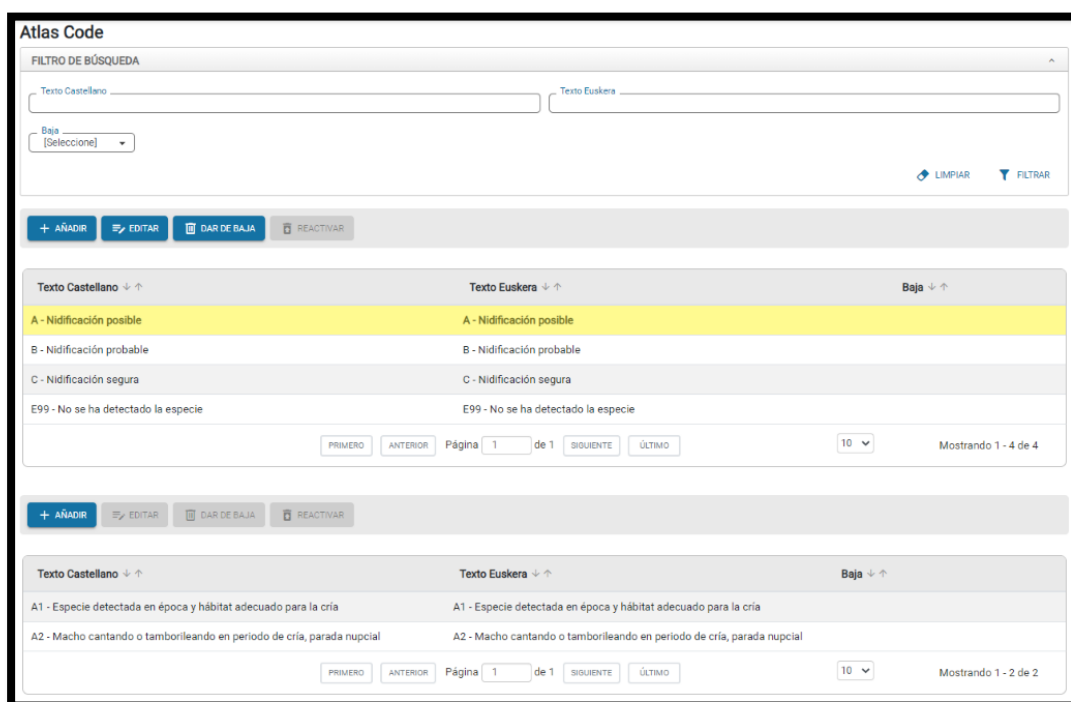 Atlas Code
FILTRO DE BÚSQUEDA
Texto Castellano Texto Euskera
Baja
[Seleccione]
LIMPIAR FILTRAR
AÑADIR EDITAR DAR DE BAJA REACTIVAR
Texto Castellano Texto Euskera Baja
A - Nidificación posible A - Nidificación posible
B - Nidificación probable B - Nidificación probable
C - Nidificación segura C - Nidificación segura
E99 - No se ha detectado la especie E99 - No se ha detectado la especie
PRIMERO ANTERIOR Página 1 de 1 SIGUIENTE ÚLTIMO 10 Mostrando 1 - 4 de 4
AÑADIR EDITAR DAR DE BAJA REACTIVAR
Texto Castellano Texto Euskera Baja
A1 - Especie detectada en época y hábitat adecuado para la cría A1 - Especie detectada en época y hábitat adecuado para la cría
A2 - Macho cantando o tamborileando en periodo de cría, parada nupcial A2 - Macho cantando o tamborileando en periodo de cría, parada nupcial
PRIMERO ANTERIOR Página 1 de 1 SIGUIENTE ÚLTIMO 10 Mostrando 1 - 2 de 2